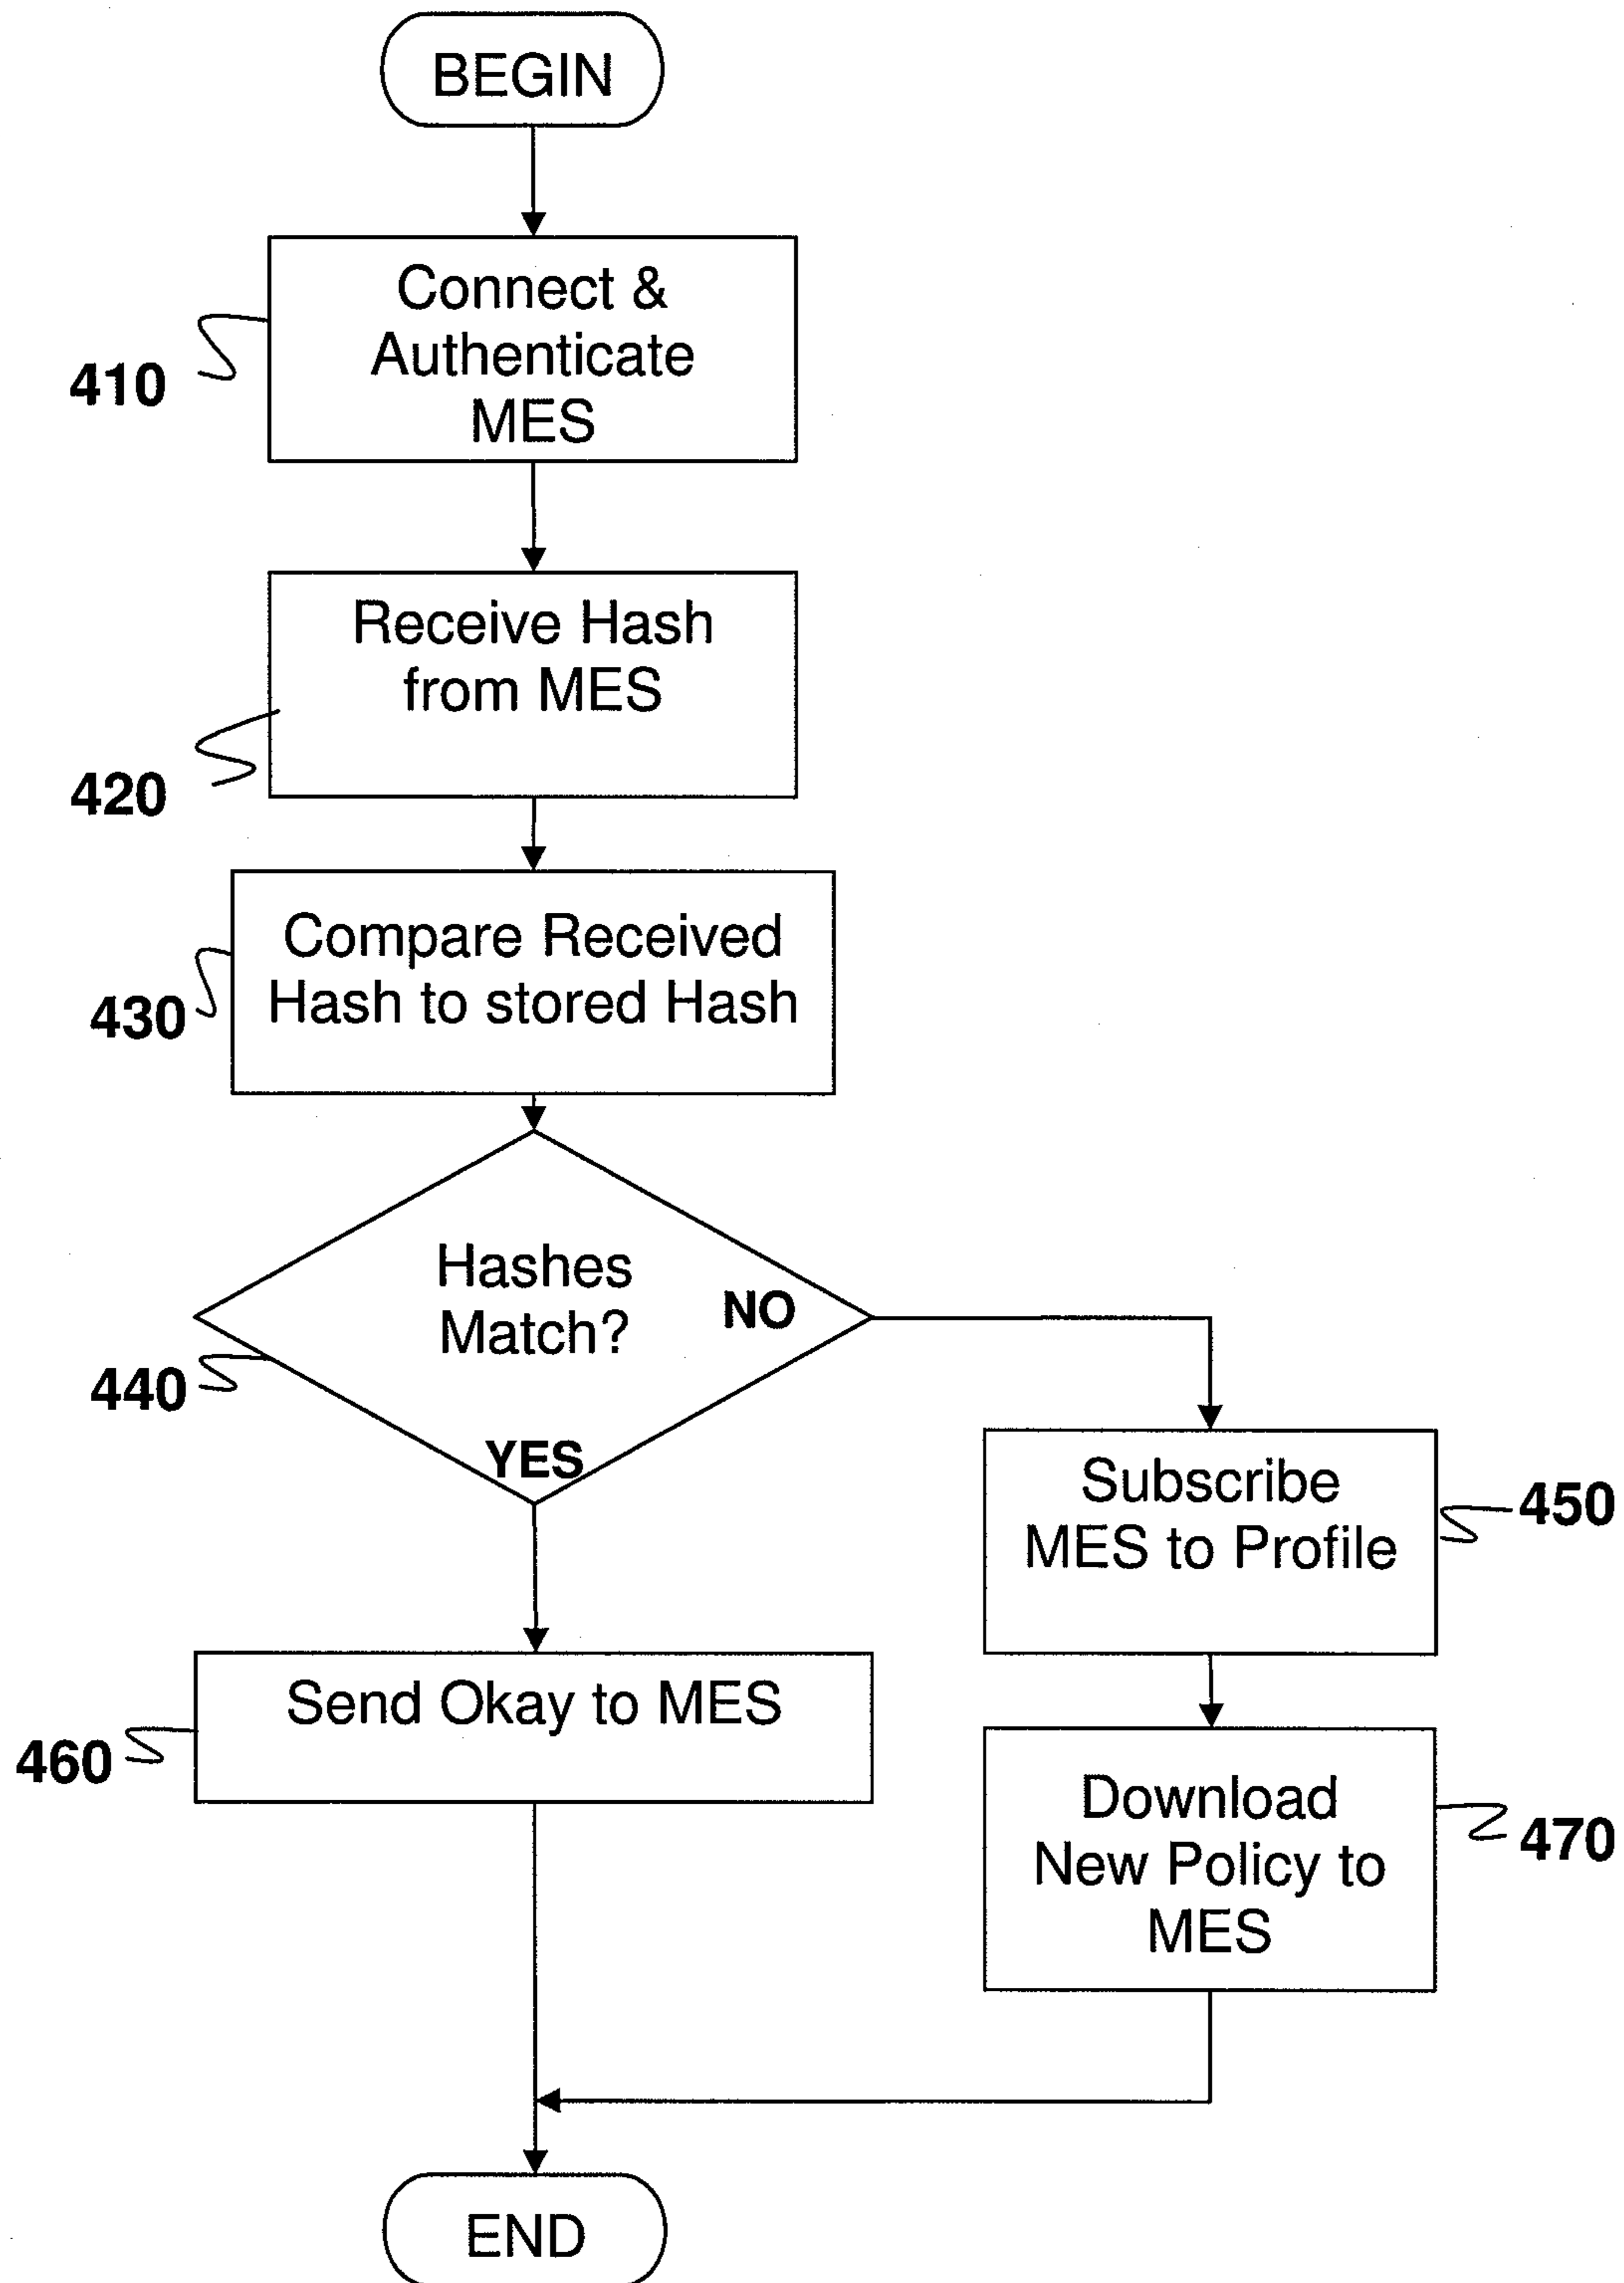 BEGIN
Connect &
Authenticate
MES
410
Receive Hash
from MES
420
Compare Received
Hash to stored Hash
430
Hashes
Match?
NO
440
YES
Subscribe
MES to Profile
450
Send Okay to MES
460
Download
New Policy to
MES
470
END